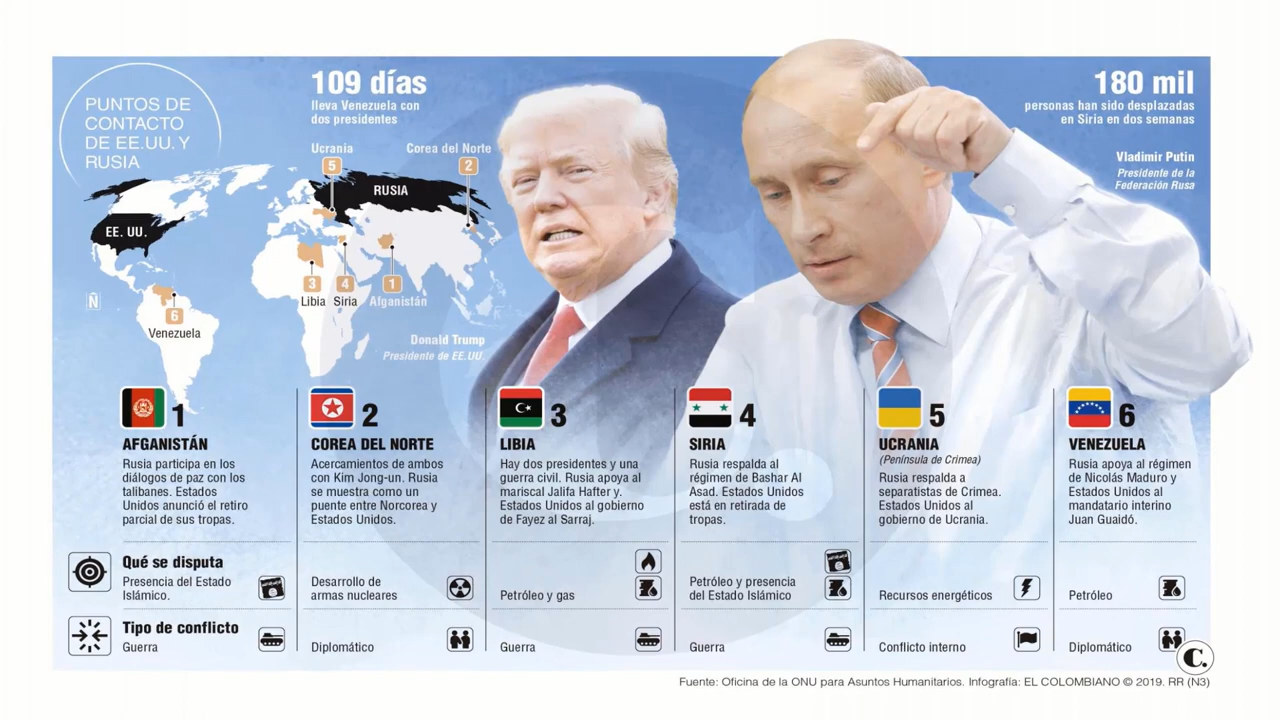 PUNTOS DE
CONTACTO
DE EE.UU. Y
RUSIA
109 días
lleva Venezuela con
dos presidentes
180 mil
personas han sido desplazadas
en Siria en dos semanas
Vladimir Putin
Presidente de la
Federación Rusa
Ucrania
5
Corea del Norte
2
RUSIA
EE. UU.
3
4
1
Libia
Siria
Afganistán
Ñ
6
Venezuela
Donald Trump
Presidente de EE.UU.
1
AFGANISTÁN
Rusia participa en los
diálogos de paz con los
talibanes. Estados
Unidos anunció el retiro
parcial de sus tropas.
2
COREA DEL NORTE
Acercamientos de ambos
con Kim Jong-un. Rusia
se muestra como un
puente entre Norcorea y
Estados Unidos.
3
LIBIA
Hay dos presidentes y una
guerra civil. Rusia apoya al
mariscal Jalifa Hafter y.
Estados Unidos al gobierno
de Fayez al Sarraj.
4
SIRIA
Rusia respalda al
régimen de Bashar Al
Asad. Estados Unidos
está en retirada de
tropas.
5
UCRANIA
(Península de Crimea)
Rusia respalda a
separatistas de Crimea.
Estados Unidos al
gobierno de Ucrania.
6
VENEZUELA
Rusia apoya al régimen
de Nicolás Maduro y
Estados Unidos al
mandatario interino
Juan Guaidó.
Qué se disputa
Presencia del Estado
Islámico.
Desarrollo de
armas nucleares
Petróleo y gas
Petróleo y presencia
del Estado Islámico
Recursos energéticos
Petróleo
Tipo de conflicto
Guerra
Diplomático
Guerra
Guerra
Conflicto interno
Diplomático
C.
Fuente: Oficina de la ONU para Asuntos Humanitarios. Infografía: EL COLOMBIANO © 2019. RR (N3)